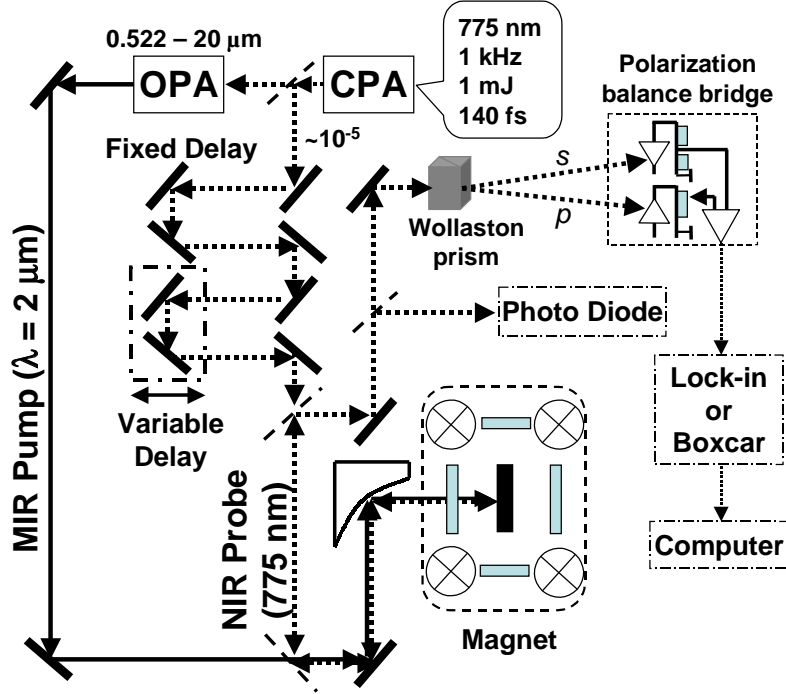 0.522 – 20 μm
OPA
CPA
775 nm
1 kHz
1 mJ
140 fs
~10-5
Fixed Delay
Polarization
balance bridge
s
p
Wollaston
prism
Photo Diode
Variable
Delay
Lock-in
or
Boxcar
Computer
MIR Pump (λ = 2 μm)
NIR Probe
(775 nm)
Magnet